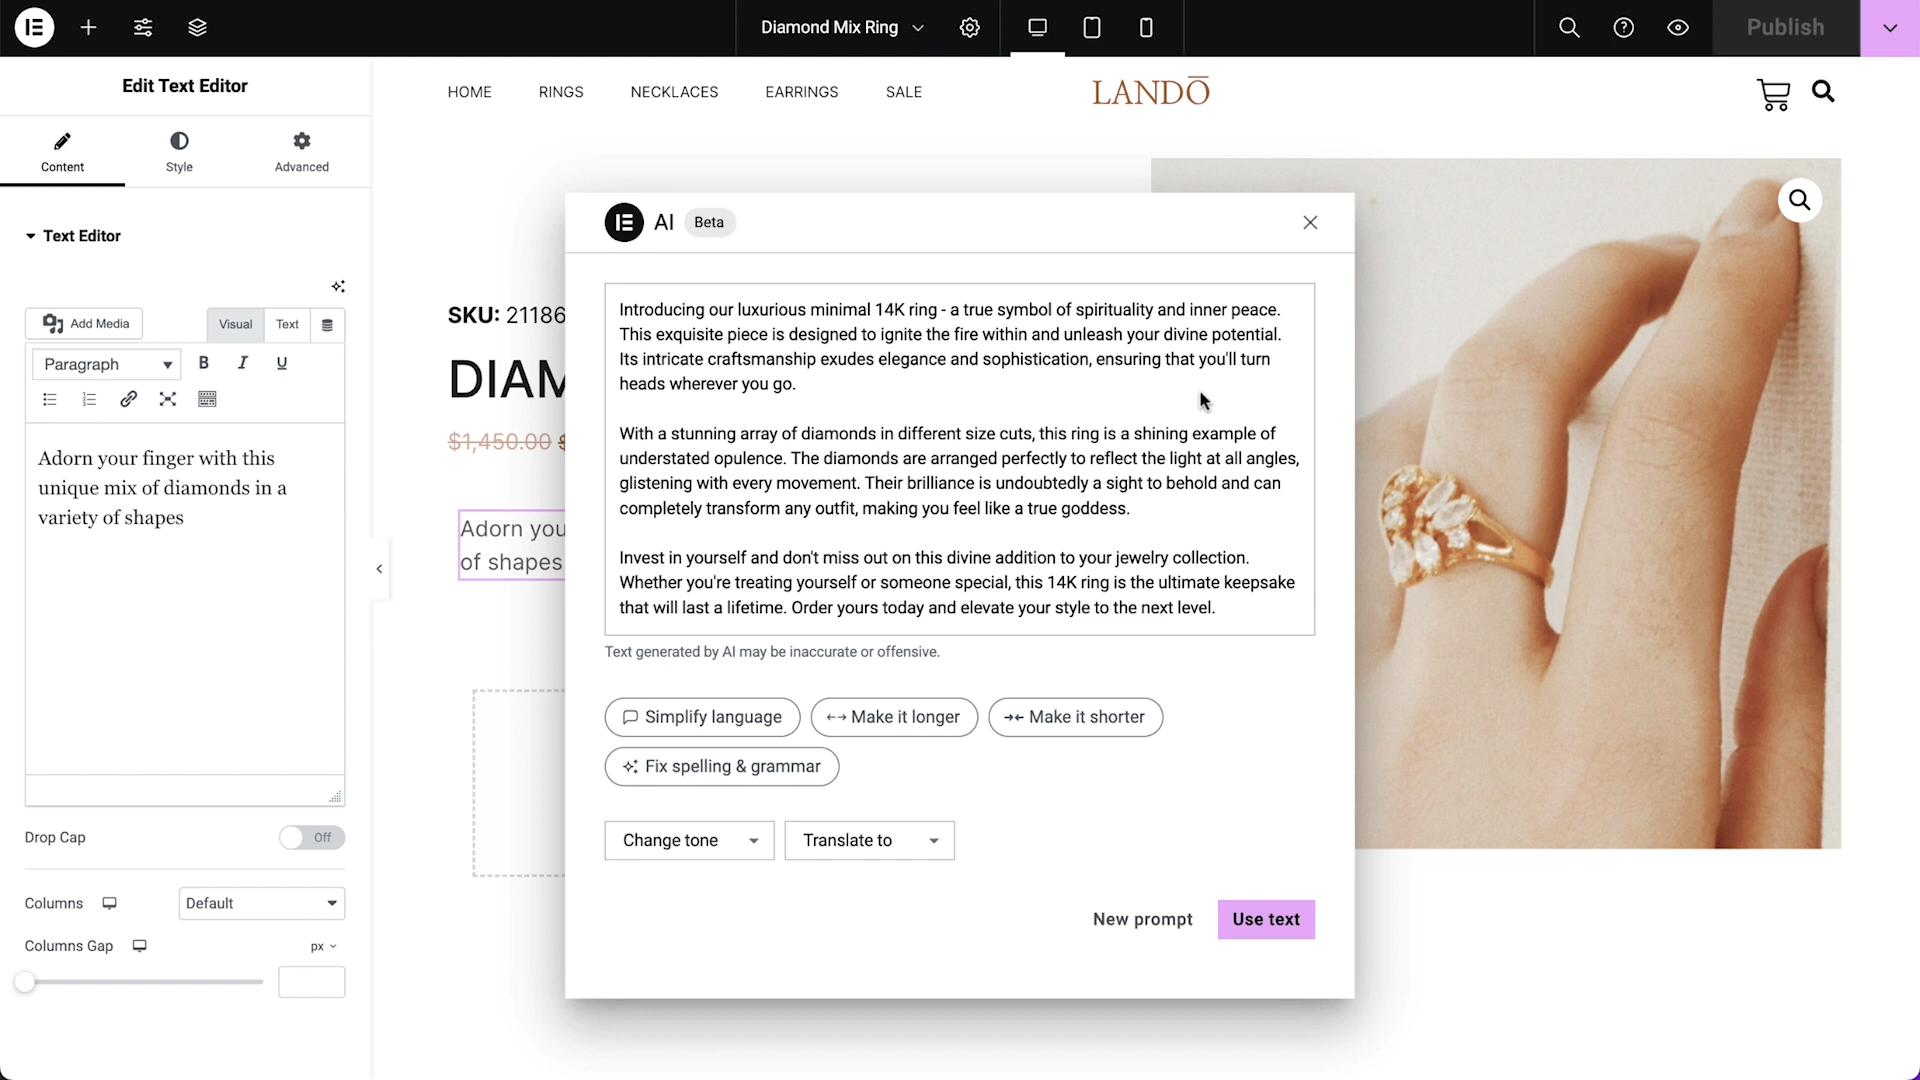 Diamond Mix Ring
Publish
Edit Text Editor
Content
Style
Advanced
Text Editor
Add Media
Visual
Text
Paragraph
B
I
U
Adorn your finger with this
unique mix of diamonds in a
variety of shapes
Drop Cap
Off
Columns
Default
Columns Gap
px
HOME
RINGS
NECKLACES
EARRINGS
SALE
LANDŌ
SKU: 21186
DIAM
$1,450.00
Adorn you
of shapes
AI
Beta
Introducing our luxurious minimal 14K ring - a true symbol of spirituality and inner peace.
This exquisite piece is designed to ignite the fire within and unleash your divine potential.
Its intricate craftsmanship exudes elegance and sophistication, ensuring that you'll turn
heads wherever you go.
With a stunning array of diamonds in different size cuts, this ring is a shining example of
understated opulence. The diamonds are arranged perfectly to reflect the light at all angles,
glistening with every movement. Their brilliance is undoubtedly a sight to behold and can
completely transform any outfit, making you feel like a true goddess.
Invest in yourself and don't miss out on this divine addition to your jewelry collection.
Whether you're treating yourself or someone special, this 14K ring is the ultimate keepsake
that will last a lifetime. Order yours today and elevate your style to the next level.
Text generated by AI may be inaccurate or offensive.
Simplify language
Make it longer
Make it shorter
Fix spelling & grammar
Change tone
Translate to
New prompt
Use text